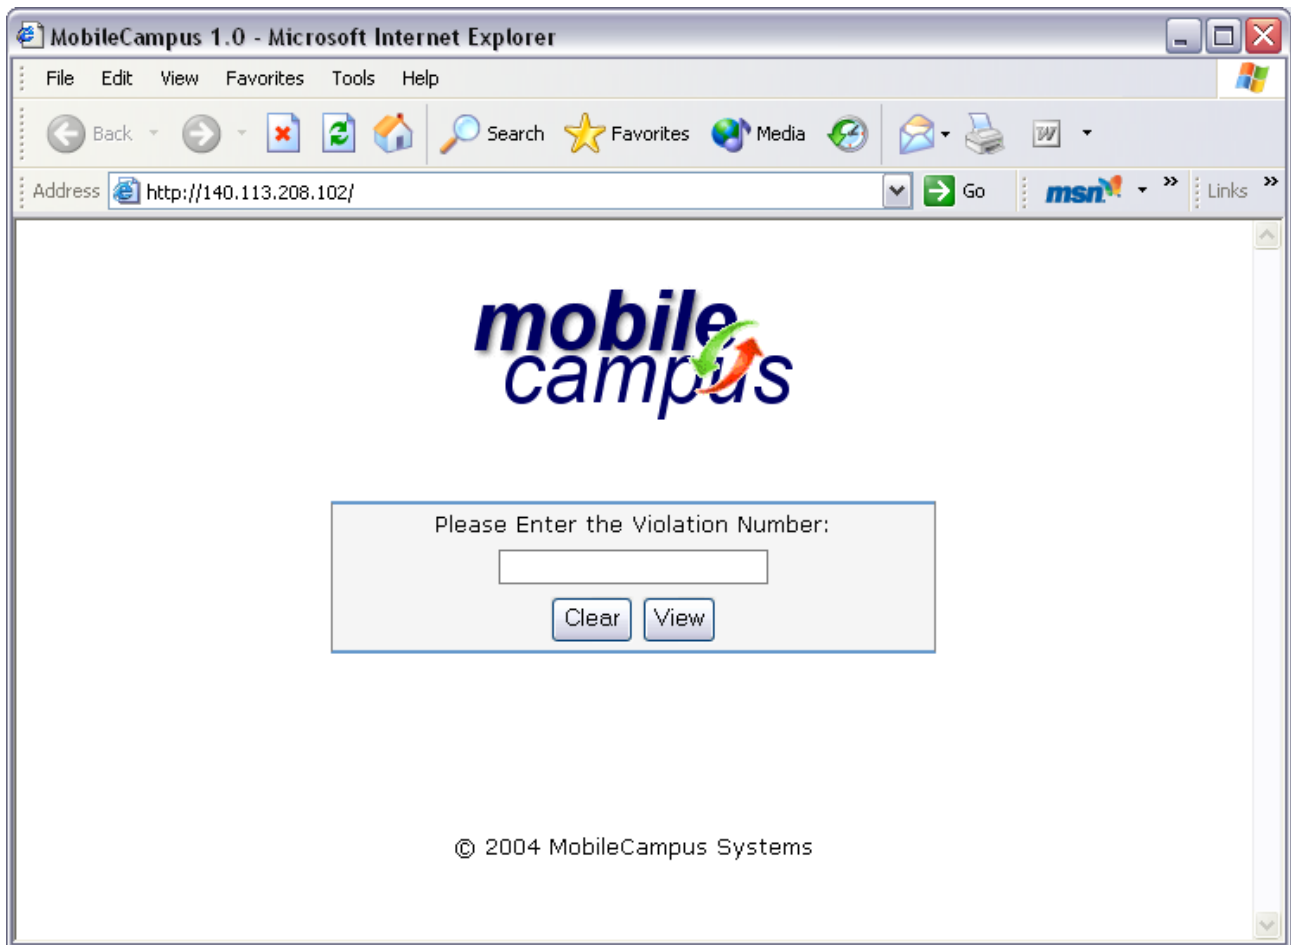 MobileCampus 1.0 - Microsoft Internet Explorer
File Edit View Favorites Tools Help
Back Search Favorites Media W
Address http://140.113.208.102/ Go msn » Links »
mobile
campus
Please Enter the Violation Number:
Clear View
© 2004 MobileCampus Systems